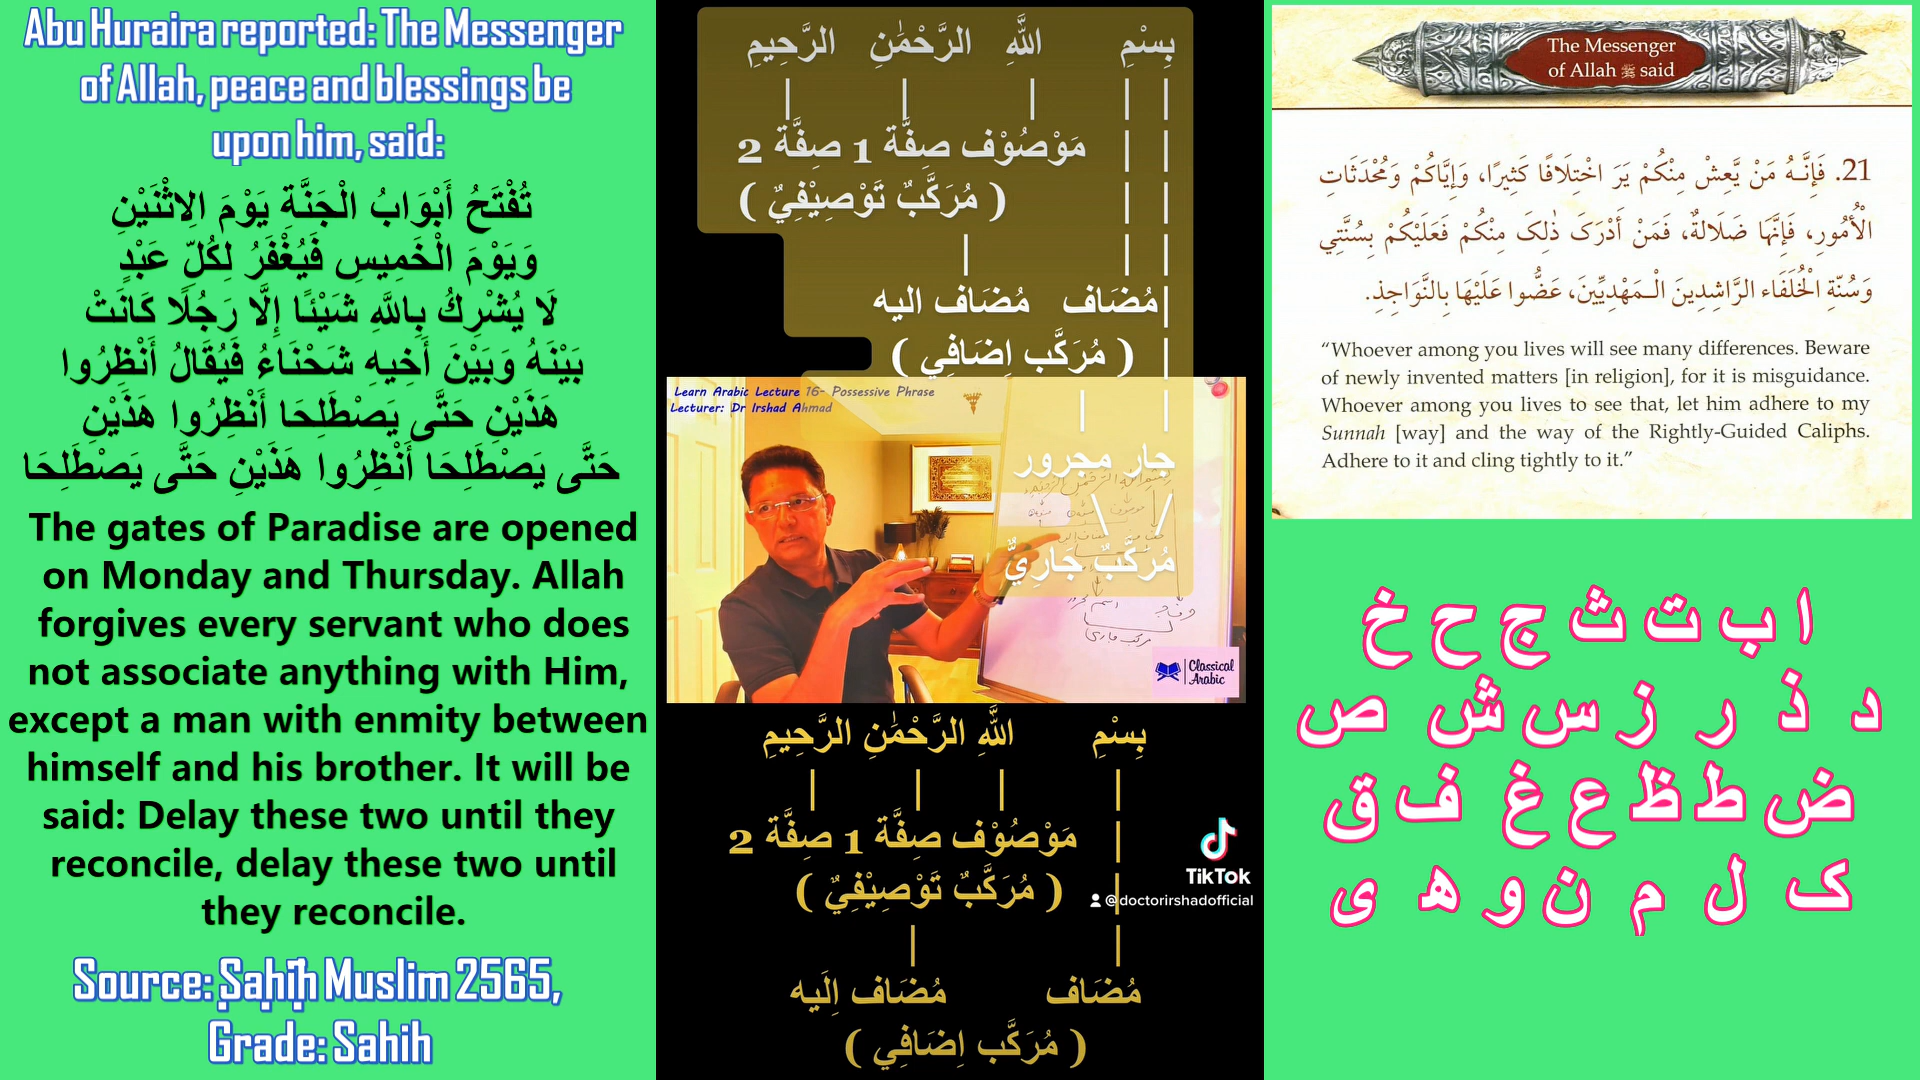 Abu Huraira reported: The Messenger
of Allah, peace and blessings be
upon him, said:
تُفْتَحُ أَبْوَابُ الْجَنَّةِ يَوْمَ الِاثْنَيْنِ
وَيَوْمَ الْخَمِيسِ فَيُغْفَرُ لِكُلِّ عَبْدٍ
لَا يُشْرِكُ بِاللَّهِ شَيْئًا إِلَّا رَجُلًا كَانَتْ
بَيْنَهُ وَبَيْنَ أَخِيهِ شَحْنَاءُ فَيُقَالُ أَنْظِرُوا
هَذَيْنِ حَتَّى يَصْطَلِحَا أَنْظِرُوا هَذَيْنِ
حَتَّى يَصْطَلِحَا أَنْظِرُوا هَذَيْنِ حَتَّى يَصْطَلِحَا
The gates of Paradise are opened
on Monday and Thursday. Allah
forgives every servant who does
not associate anything with Him,
except a man with enmity between
himself and his brother. It will be
said: Delay these two until they
reconcile, delay these two until
they reconcile.
Source: Ṣaḥīḥ Muslim 2565,
Grade: Sahih
بِسْمِ اللَّهِ الرَّحْمَٰنِ الرَّحِيمِ
مَوْصُوْف صِفَّة 1 صِفَّة 2
( مُرَكَّبٌ تَوْصِيْفِيٌ )
مُضَاف مُضَاف اليه
( مُرَكَّب اِضَافِي )
Learn Arabic Lecture 16- Possessive Phrase
Lecturer: Dr Irshad Ahmad
جار مجرور
مُرَكَّبٌ جَارِيٌّ
Classical
Arabic
بِسْمِ اللَّهِ الرَّحْمَٰنِ الرَّحِيمِ
مَوْصُوْف صِفَّة 1 صِفَّة 2
( مُرَكَّبٌ تَوْصِيْفِيٌ )
TikTok
@doctorirshadofficial
مُضَاف مُضَاف اِلَيه
( مُرَكَّب اِضَافِي )
The Messenger
of Allah ﷺ said
21. فَإِنَّهُ مَنْ يَّعِشْ مِنْكُمْ يَرَ اخْتِلَافًا كَثِيرًا، وَإِيَّاكُمْ وَمُحْدَثَاتِ
الْأُمُورِ، فَإِنَّهَا ضَلَالةٌ، فَمَنْ أَدْرَكَ ذٰلِكَ مِنْكُمْ فَعَلَيْكُمْ بِسُنَّتِي
وَسُنّةِ الْخُلَفَاء الرَّاشِدِينَ الْـمَهْدِيِّينَ، عَضُّوا عَلَيْهَا بِالنَّوَاجِذِ.
“Whoever among you lives will see many differences. Beware
of newly invented matters [in religion], for it is misguidance.
Whoever among you lives to see that, let him adhere to my
Sunnah [way] and the way of the Rightly-Guided Caliphs.
Adhere to it and cling tightly to it.”
ا ب ت ث ج ح خ
د ذ ر ز س ش ص
ض ط ظ ع غ ف ق
ک ل م ن و ه ى